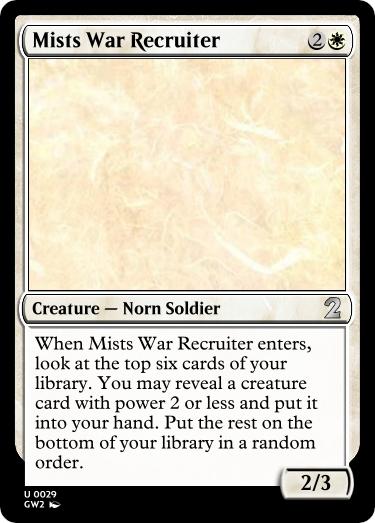 Mists War Recruiter 2
Creature — Norn Soldier 2
When Mists War Recruiter enters,
look at the top six cards of your
library. You may reveal a creature
card with power 2 or less and put it
into your hand. Put the rest on the
bottom of your library in a random
order.
2/3
U 0029
GW2